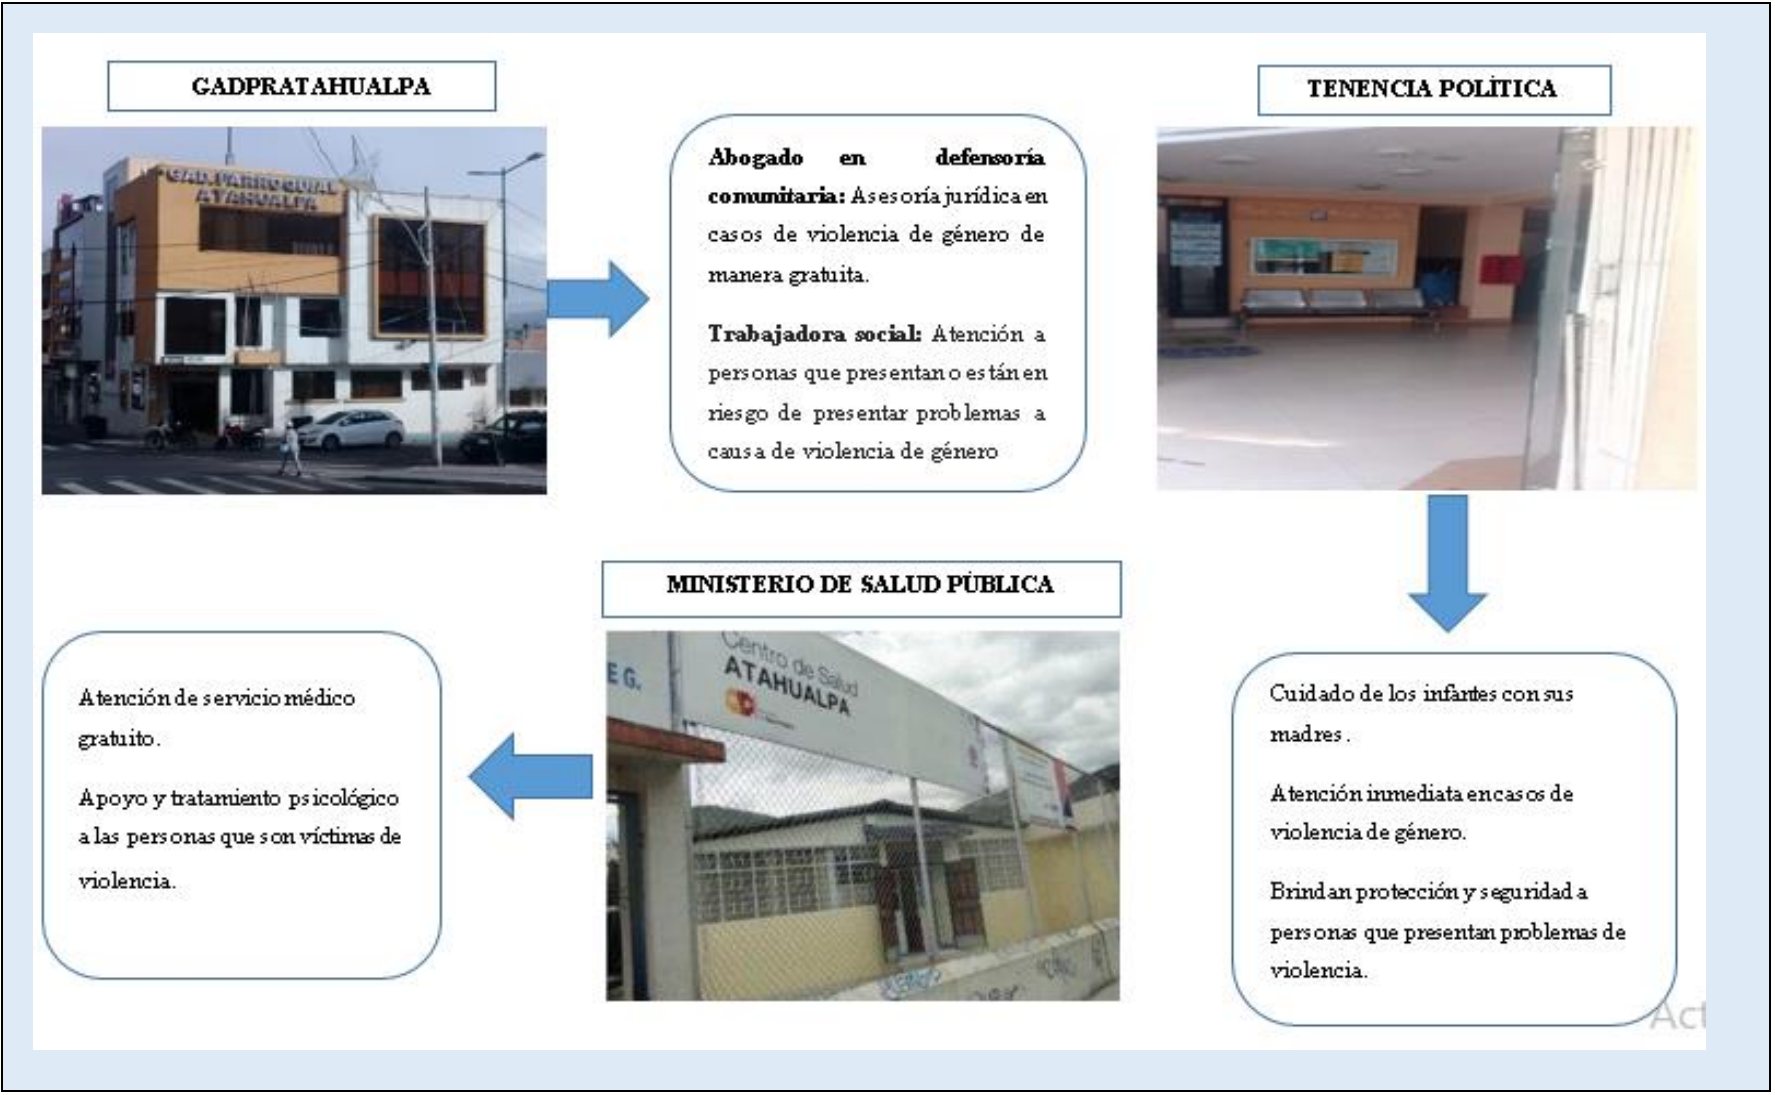 GADPRATAHUALPA
GAD. PARROQUIAL
ATAHUALPA
Abogado en defensoría
comunitaria: Asesoría jurídica en
casos de violencia de género de
manera gratuita.
Trabajadora social: Atención a
personas que presentan o están en
riesgo de presentar problemas a
causa de violencia de género
TENENCIA POLÍTICA
Cuidado de los infantes con sus
madres.
Atención inmediata en casos de
violencia de género.
Brindan protección y seguridad a
personas que presentan problemas de
violencia.
MINISTERIO DE SALUD PÚBLICA
E G.
Centro de Salud
ATAHUALPA
Atención de servicio médico
gratuito.
Apoyo y tratamiento psicológico
a las personas que son víctimas de
violencia.
Act